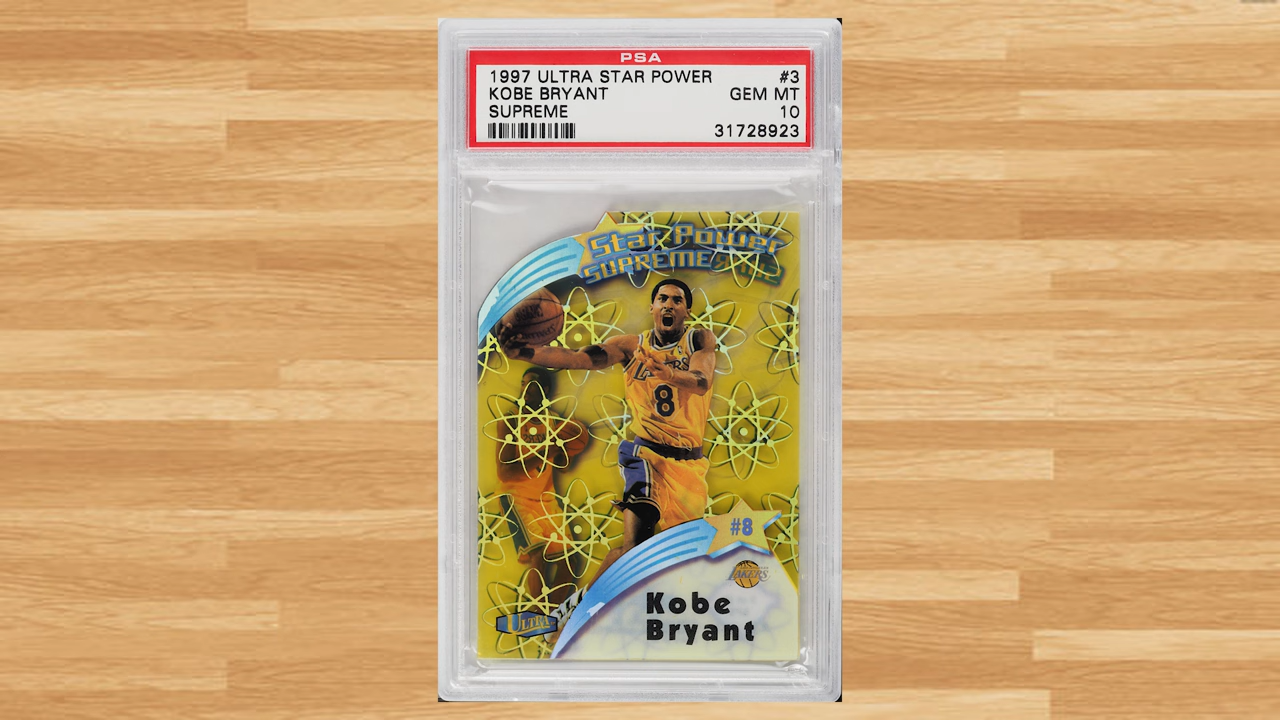 PSA
1997 ULTRA STAR POWER #3
KOBE BRYANT GEM MT
SUPREME 10
31728923
Star Power
SUPREME
LAKERS
8
#8
LAKERS
Kobe
Bryant
ULTRA